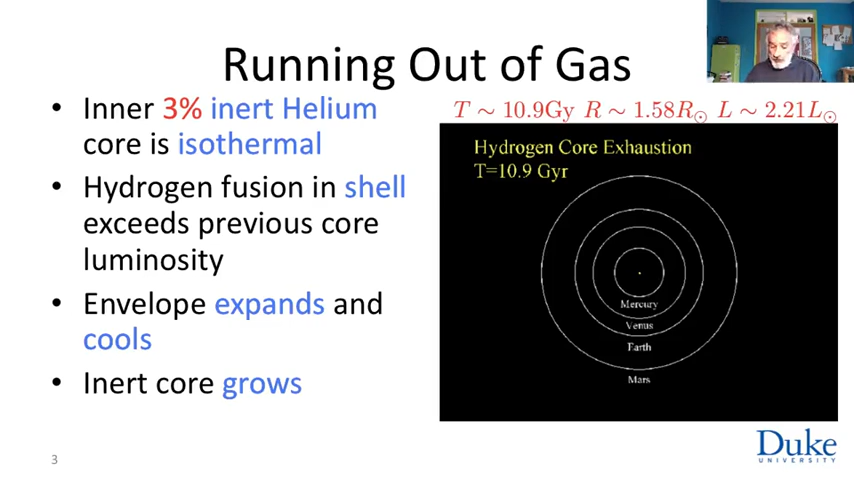 Running Out of Gas
• Inner 3% inert Helium
core is isothermal
• Hydrogen fusion in shell
exceeds previous core
luminosity
• Envelope expands and
cools
• Inert core grows
T ∼ 10.9Gy R ∼ 1.58R⊙ L ∼ 2.21L⊙
Hydrogen Core Exhaustion
T=10.9 Gyr
Mercury
Venus
Earth
Mars
3
Duke
UNIVERSITY